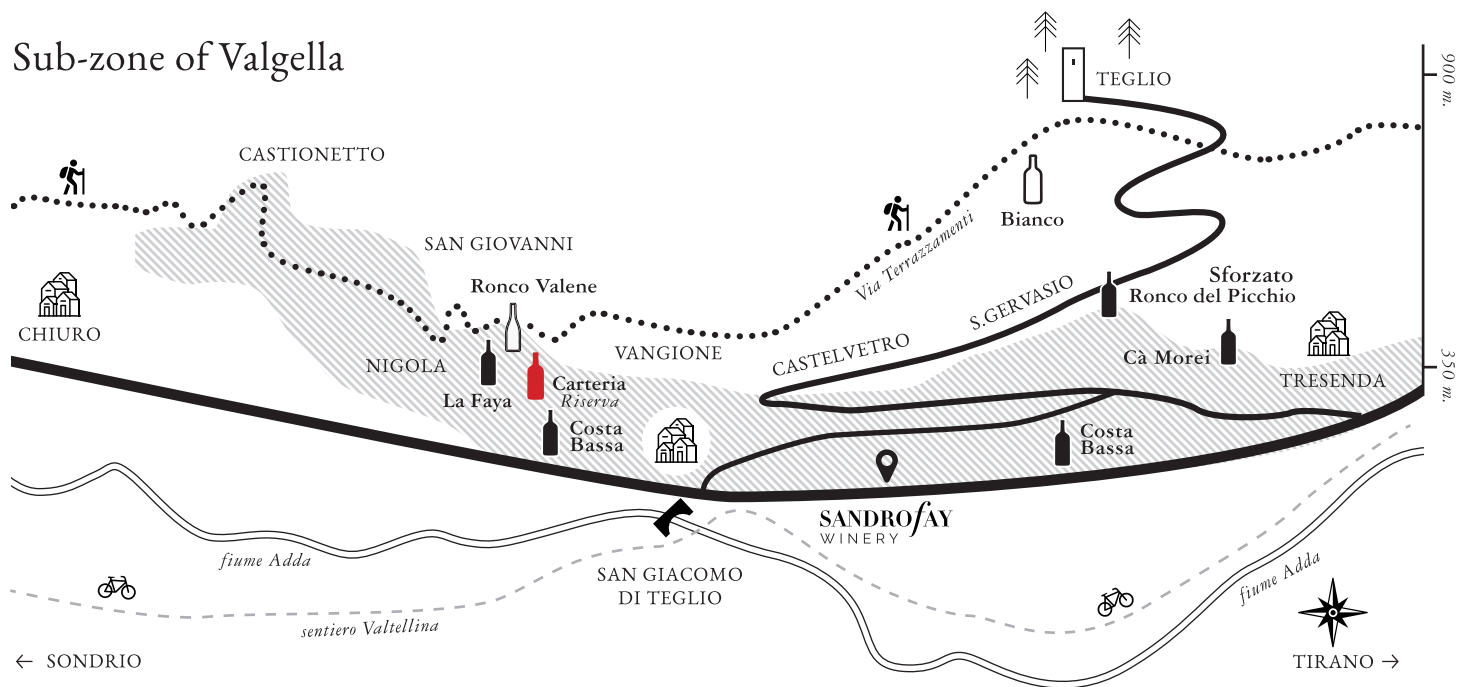 Sub-zone of Valgella
TEGLIO
900 m.
CASTIONETTO
Bianco
Via Terrazzamenti
SAN GIOVANNI
Ronco Valene
S.GERVASIO
Sforzato
Ronco del Picchio
CHIURO
NIGOLA
VANGIONE
CASTELVETRO
Cà Morei
TRESENDA
350 m.
La Faya
Carteria
Riserva
Costa
Bassa
Costa
Bassa
SANDROfAY
WINERY
fiume Adda
SAN GIACOMO
DI TEGLIO
fiume Adda
sentiero Valtellina
← SONDRIO
TIRANO →